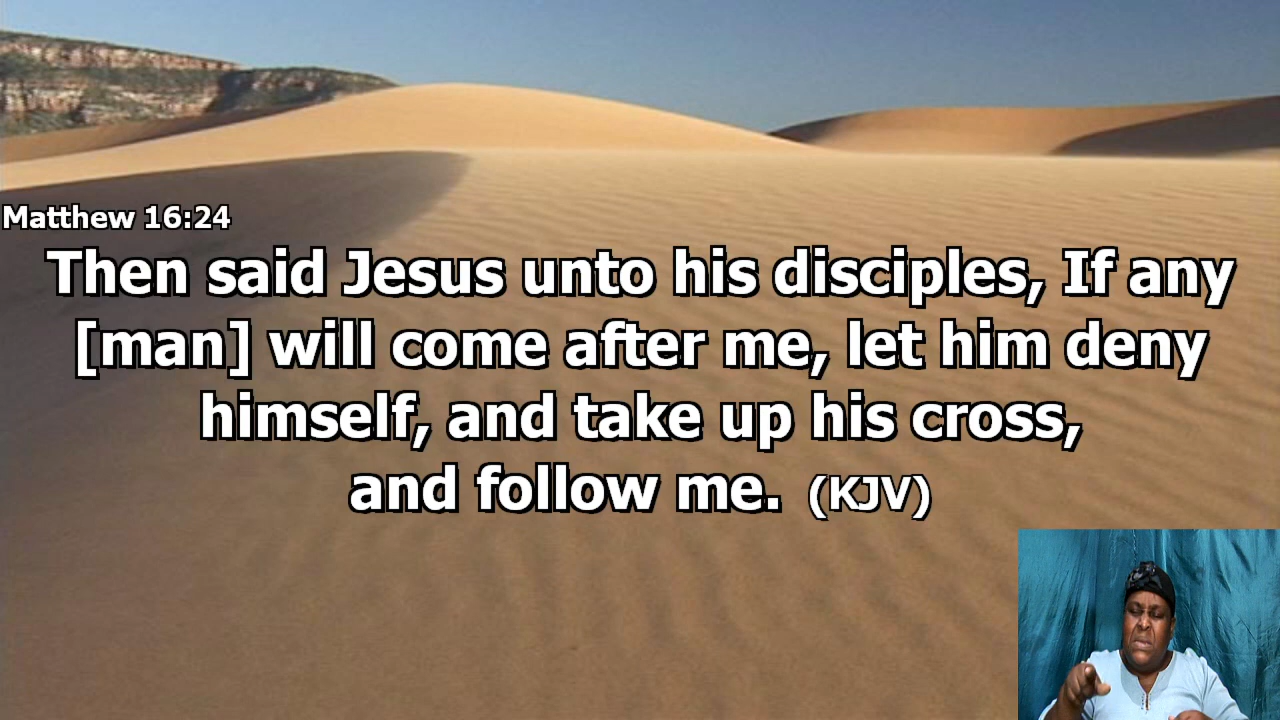 Matthew 16:24
Then said Jesus unto his disciples, If any
[man] will come after me, let him deny
himself, and take up his cross,
and follow me. (KJV)